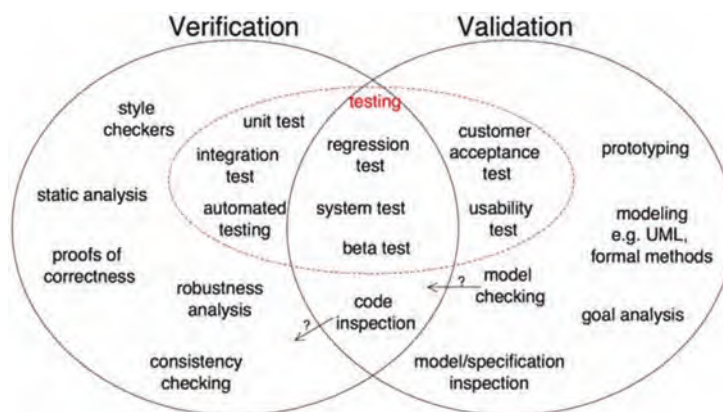 Verification
Validation
testing
style
checkers
unit test
integration
test
regression
test
customer
acceptance
test
prototyping
static analysis
automated
testing
system test
usability
test
modeling
e.g. UML,
formal methods
proofs of
correctness
beta test
robustness
analysis
code
inspection
?
?
model
checking
goal analysis
consistency
checking
model/specification
inspection